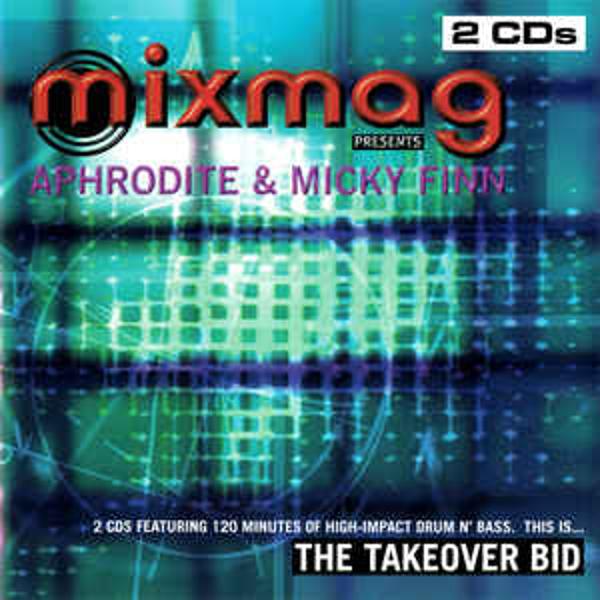 2 CDs
mixmag
PRESENTS
APHRODITE & MICKY FINN
2 CDS FEATURING 120 MINUTES OF HIGH-IMPACT DRUM N' BASS. THIS IS...
THE TAKEOVER BID